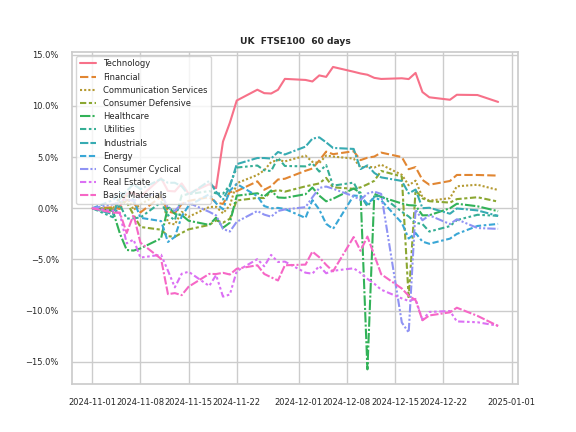 UK  FTSE100  60 days
15.0%
10.0%
5.0%
0.0%
−5.0%
−10.0%
−15.0%
Technology
Financial
Communication Services
Consumer Defensive
Healthcare
Utilities
Industrials
Energy
Consumer Cyclical
Real Estate
Basic Materials
2024-11-01 2024-11-08 2024-11-15 2024-11-22 2024-12-01 2024-12-08 2024-12-15 2024-12-22 2025-01-01